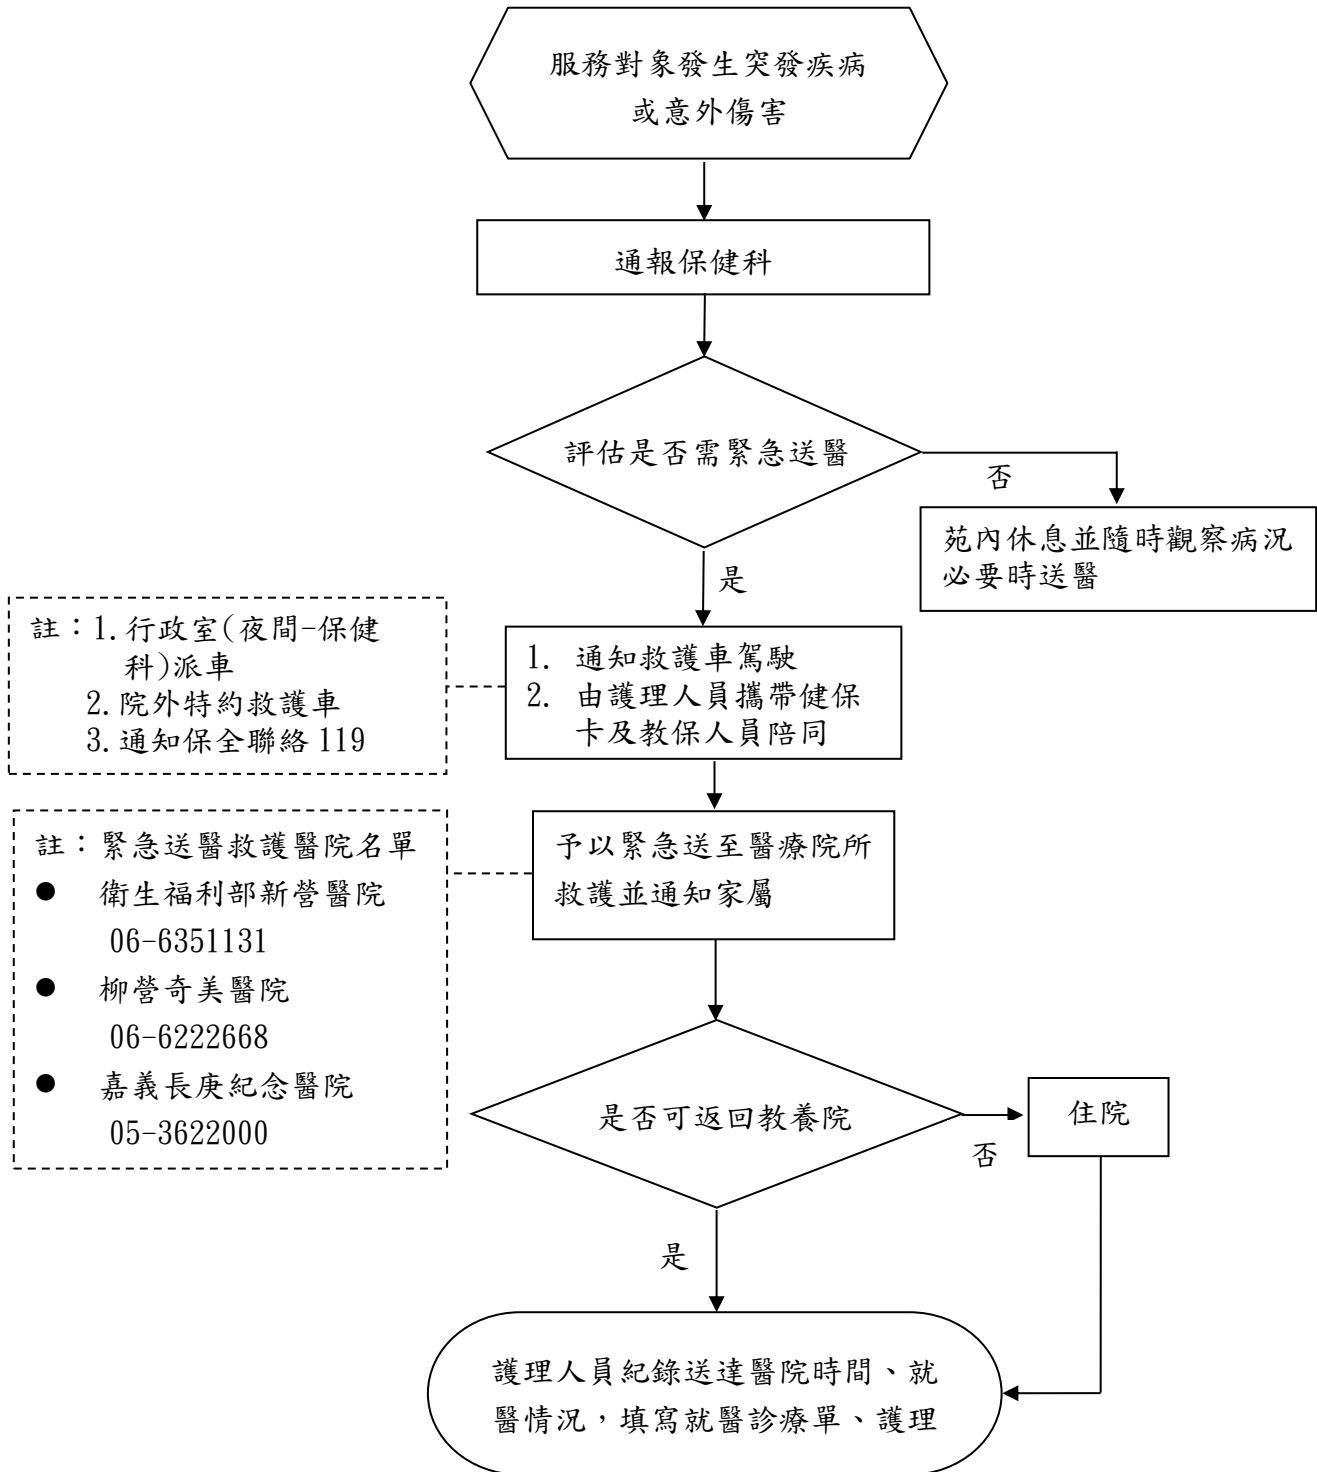 服務對象發生突發疾病
或意外傷害
通報保健科
評估是否需緊急送醫
否
苑內休息並隨時觀察病況
必要時送醫
是
註：1.行政室(夜間-保健
科)派車
2.院外特約救護車
3.通知保全聯絡 119
1. 通知救護車駕駛
2. 由護理人員攜帶健保
卡及教保人員陪同
註：緊急送醫救護醫院名單
● 衛生福利部新營醫院
06-6351131
● 柳營奇美醫院
06-6222668
● 嘉義長庚紀念醫院
05-3622000
予以緊急送至醫療院所
救護並通知家屬
是否可返回教養院
否
住院
是
護理人員紀錄送達醫院時間、就
醫情況，填寫就醫診療單、護理